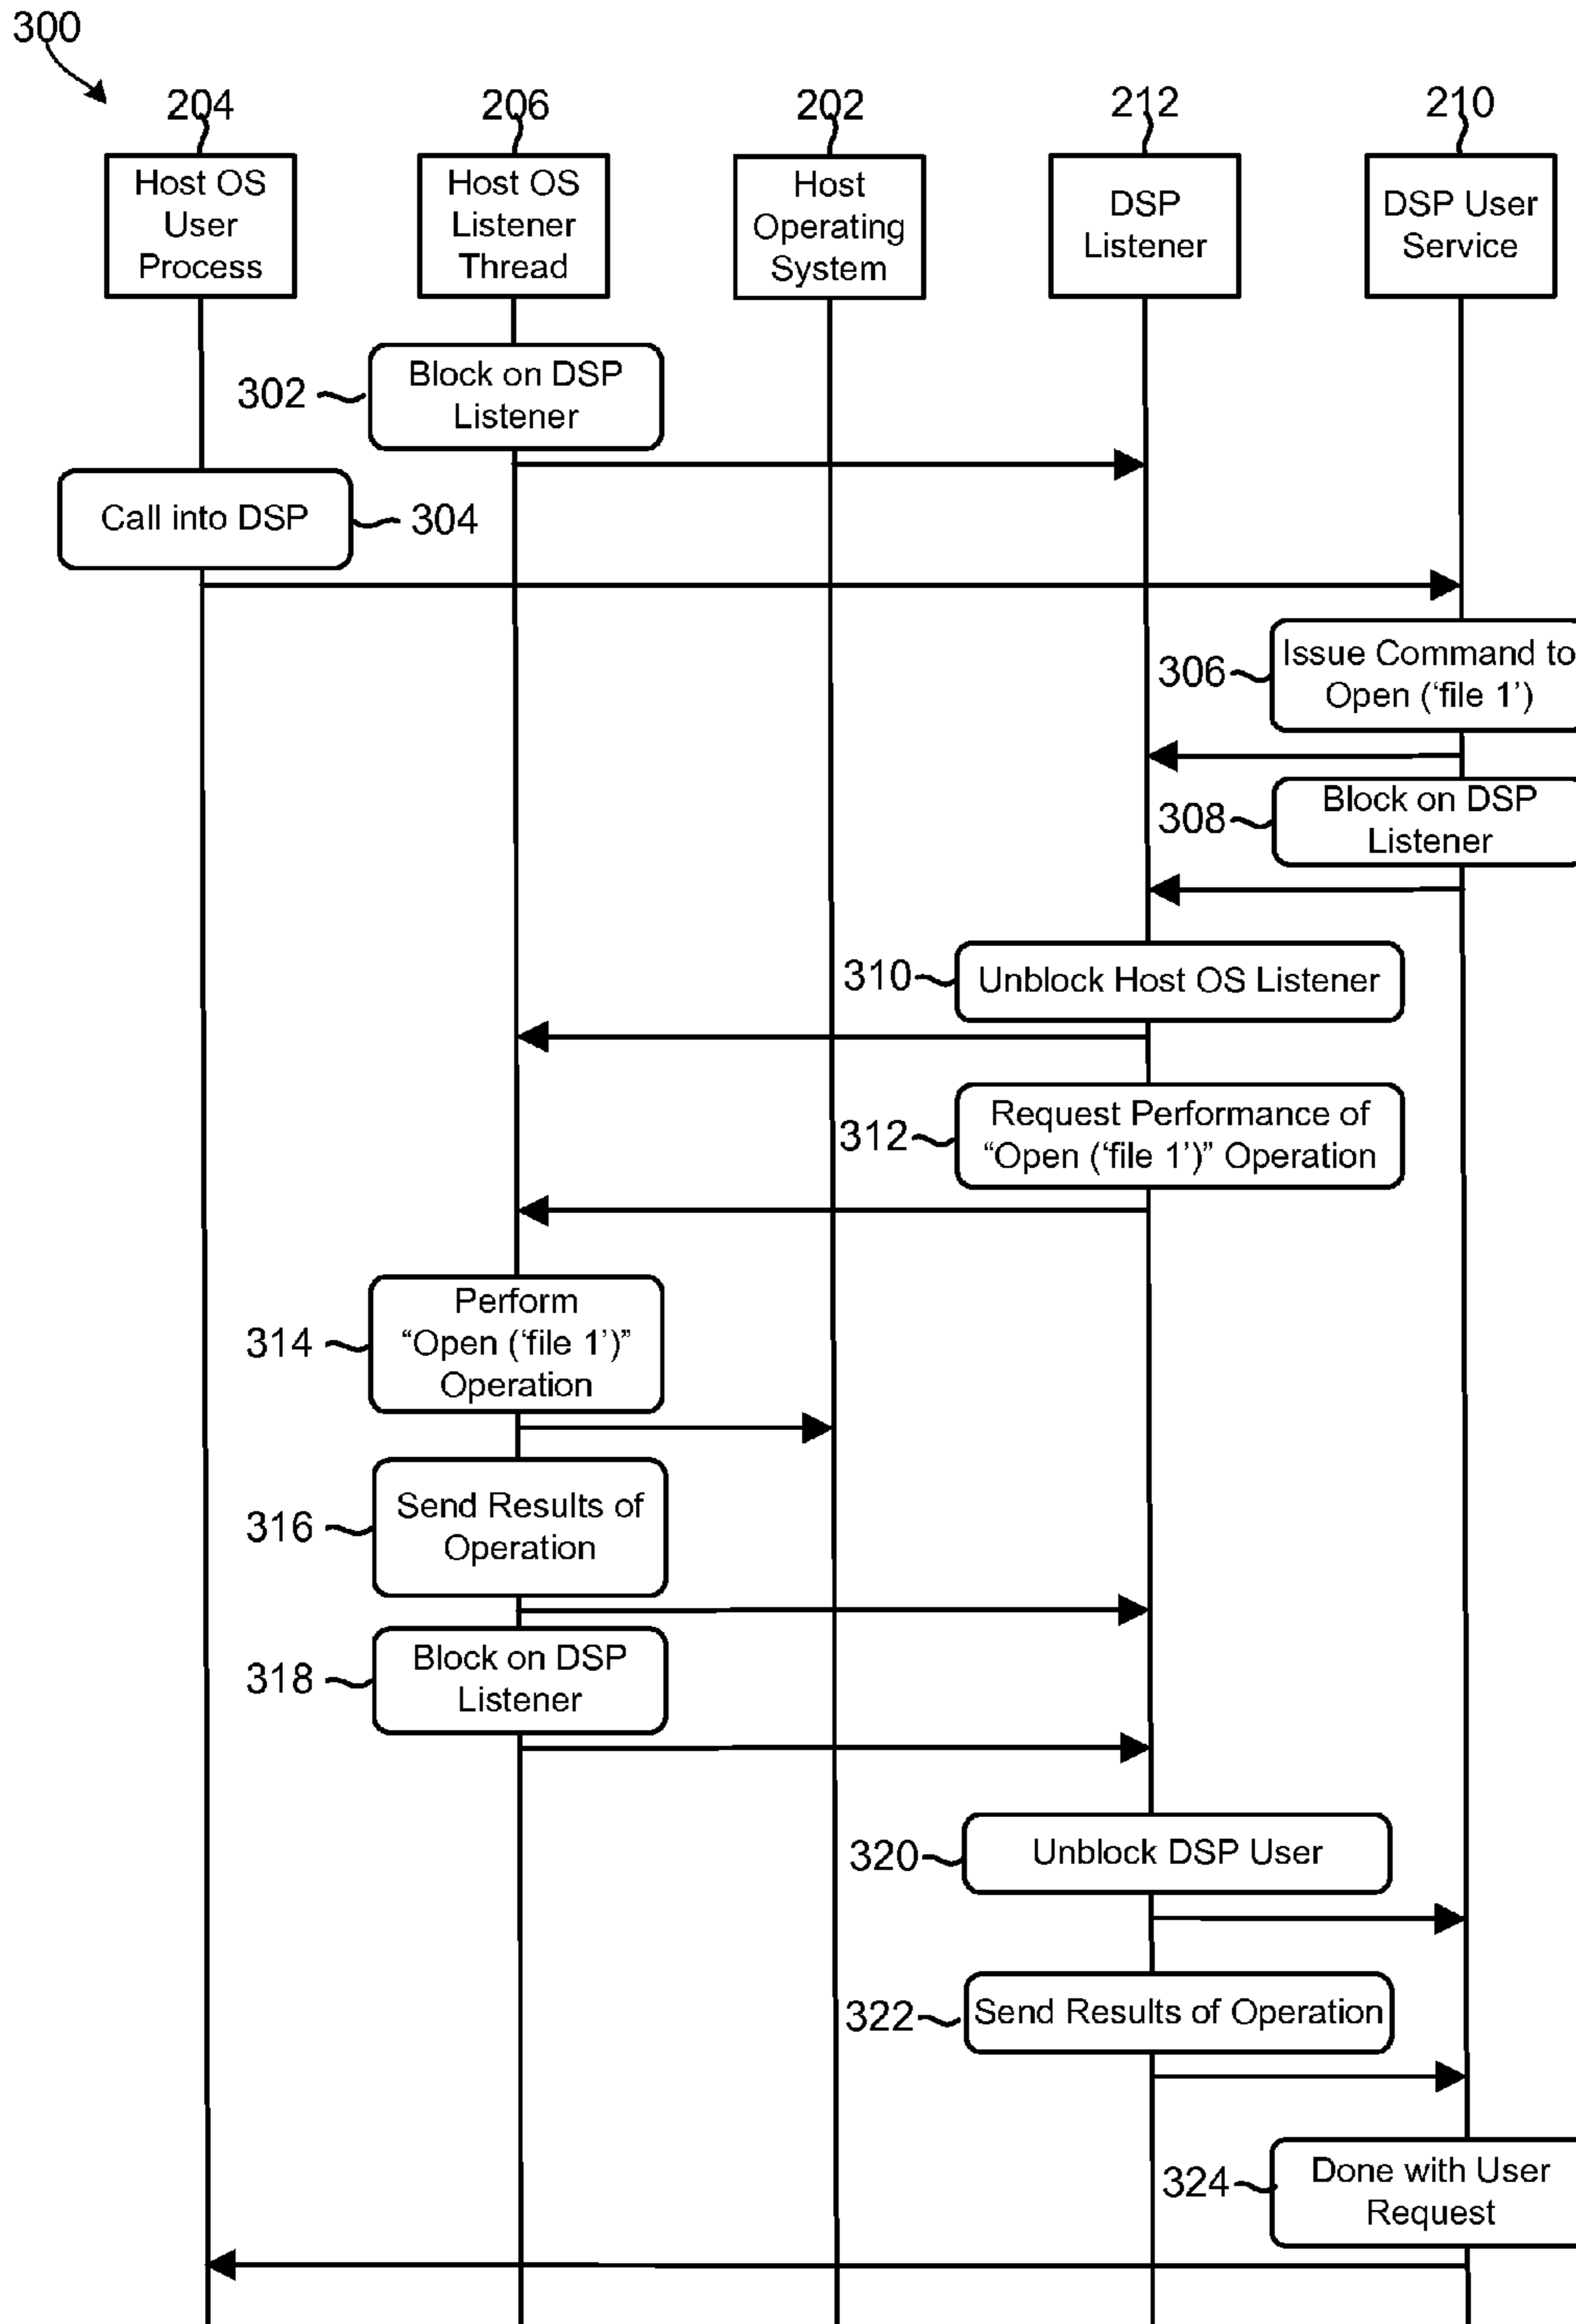 300
204
206
202
212
210
Host OS
User
Process
Host OS
Listener
Thread
Host
Operating
System
DSP
Listener
DSP User
Service
302
Block on DSP
Listener
Call into DSP
304
306
Issue Command to
Open (‘file 1’)
308
Block on DSP
Listener
310
Unblock Host OS Listener
312
Request Performance of
“Open (‘file 1’)” Operation
314
Perform
“Open (‘file 1’)”
Operation
316
Send Results of
Operation
318
Block on DSP
Listener
320
Unblock DSP User
322
Send Results of Operation
324
Done with User
Request